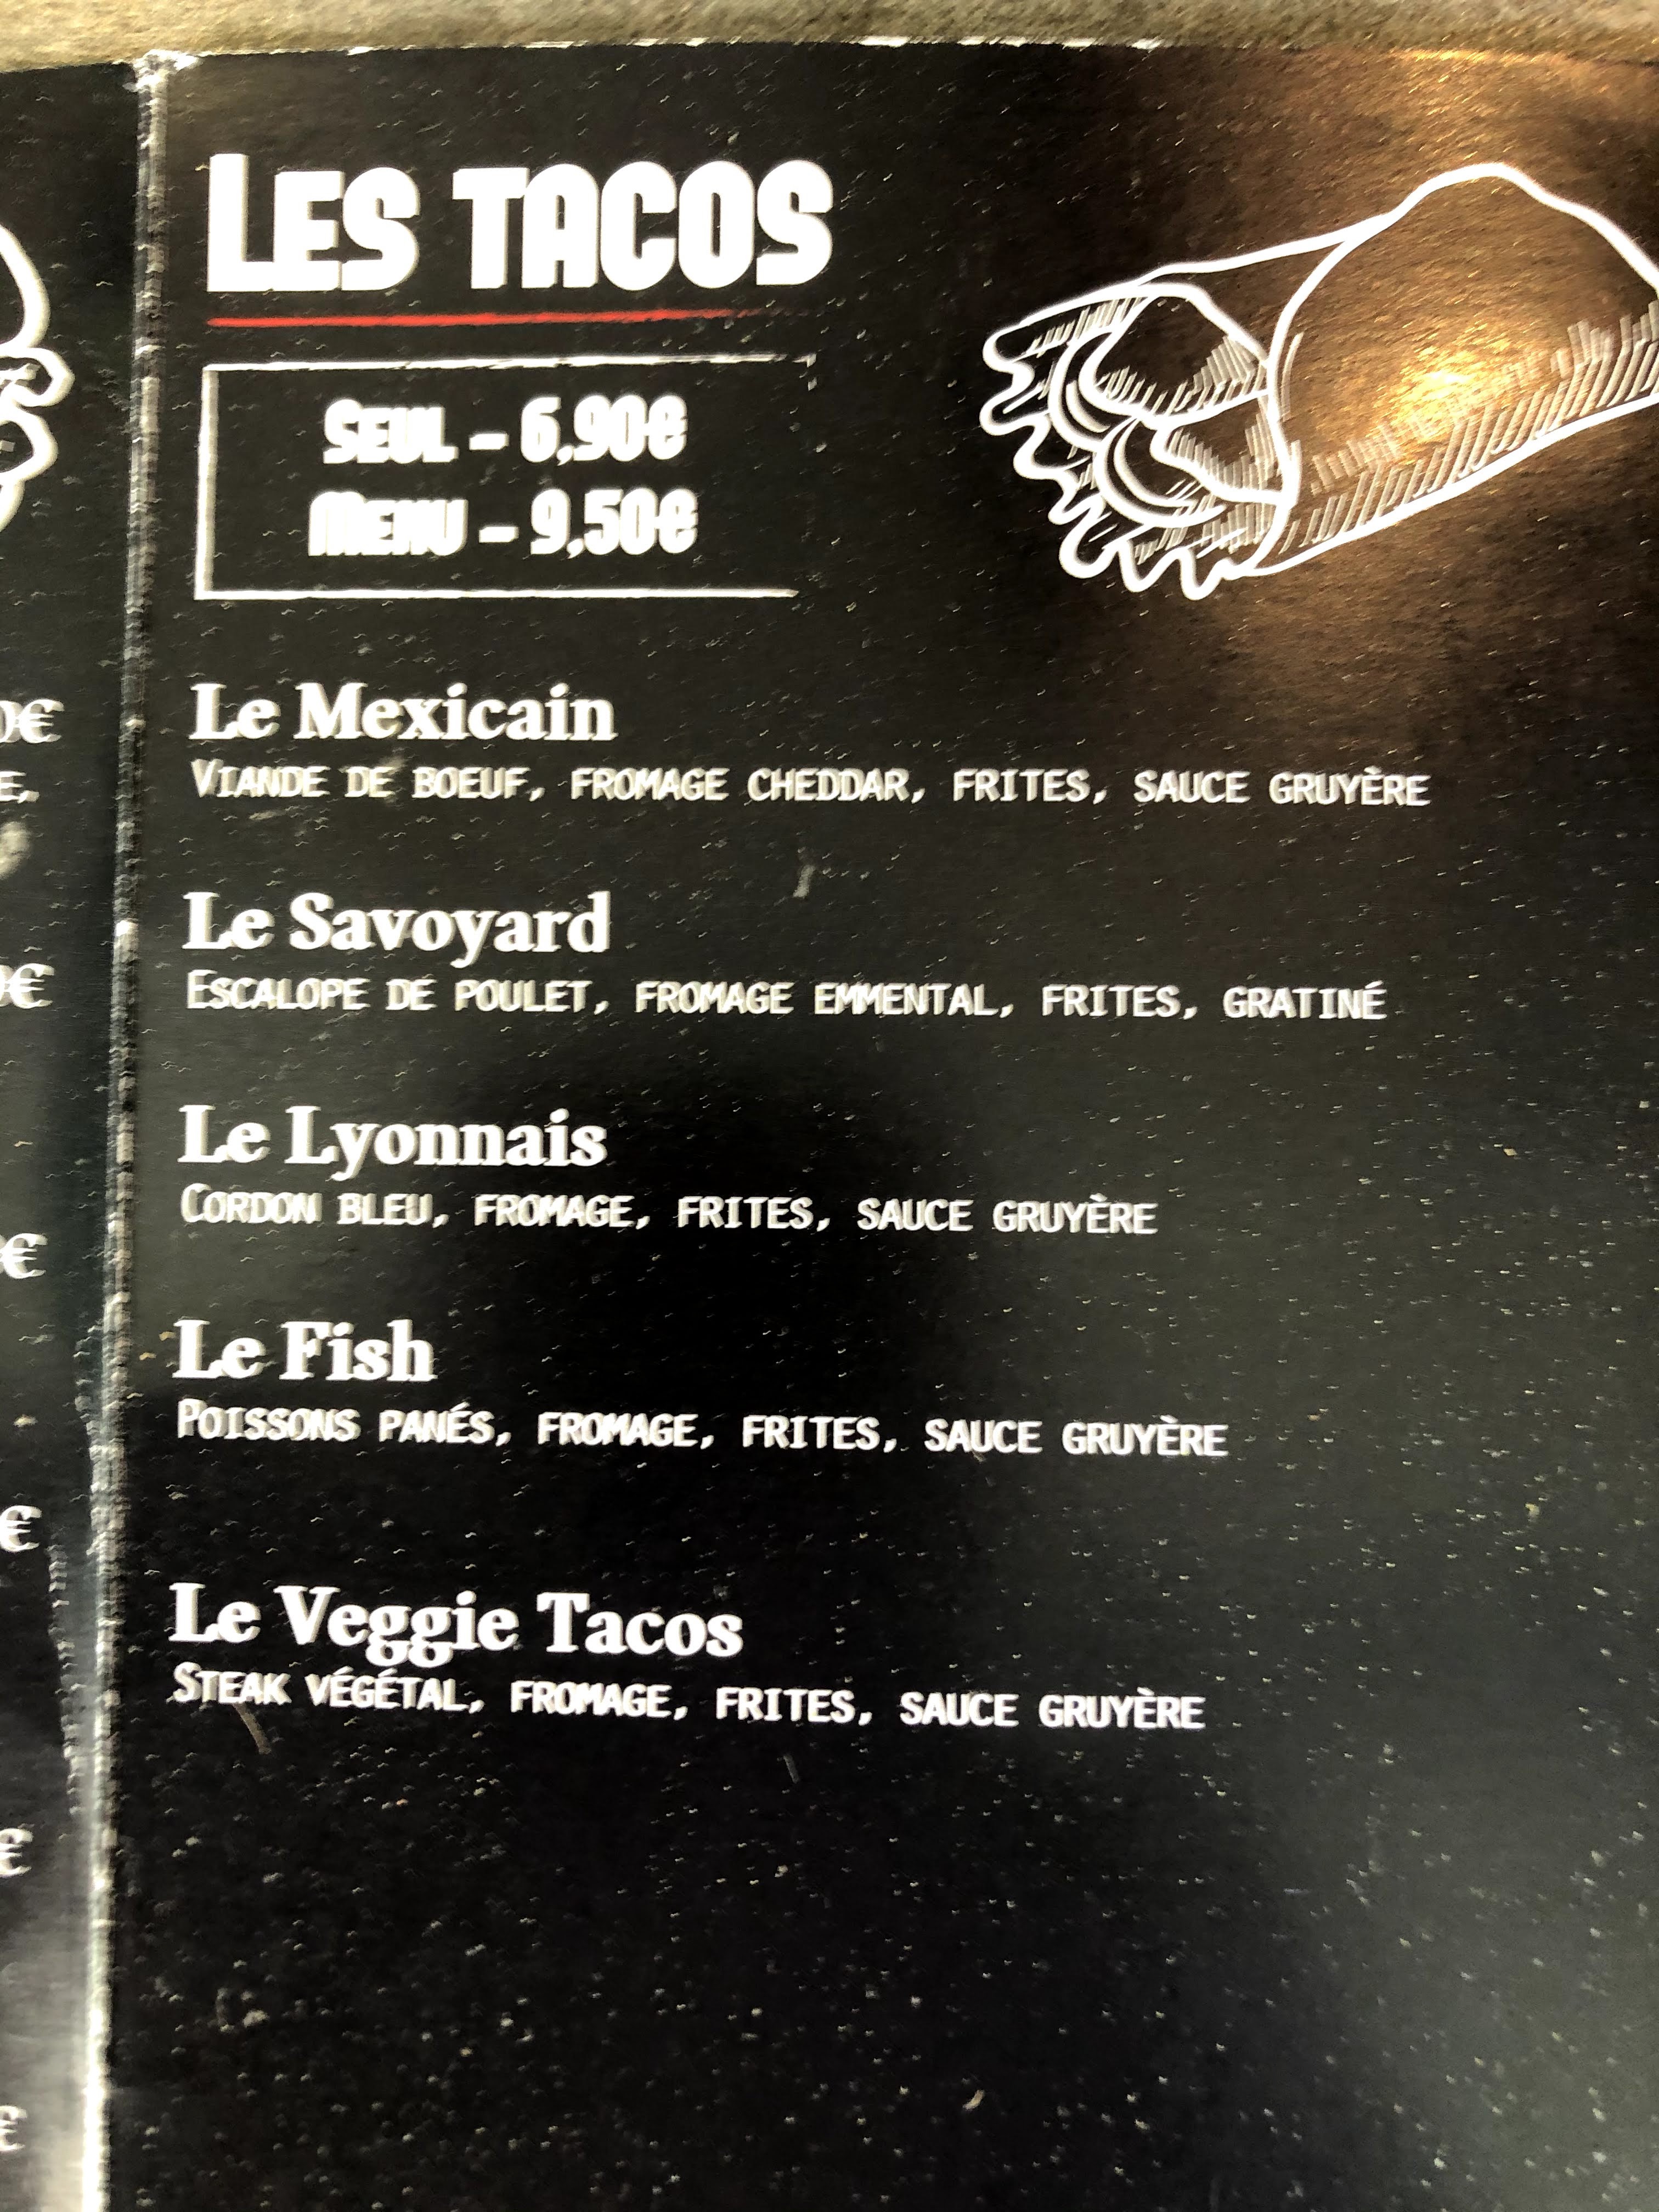 LES TACOS
SEUL - 6,90€
MENU - 9,50€
Le Mexicain
VIANDE DE BOEUF, FROMAGE CHEDDAR, FRITES, SAUCE GRUYÈRE
Le Savoyard
ESCALOPE DE POULET, FROMAGE EMMENTAL, FRITES, GRATINÉ
Le Lyonnais
CORDON BLEU, FROMAGE, FRITES, SAUCE GRUYÈRE
Le Fish
POISSONS PANÉS, FROMAGE, FRITES, SAUCE GRUYÈRE
Le Veggie Tacos
STEAK VÉGÉTAL, FROMAGE, FRITES, SAUCE GRUYÈRE